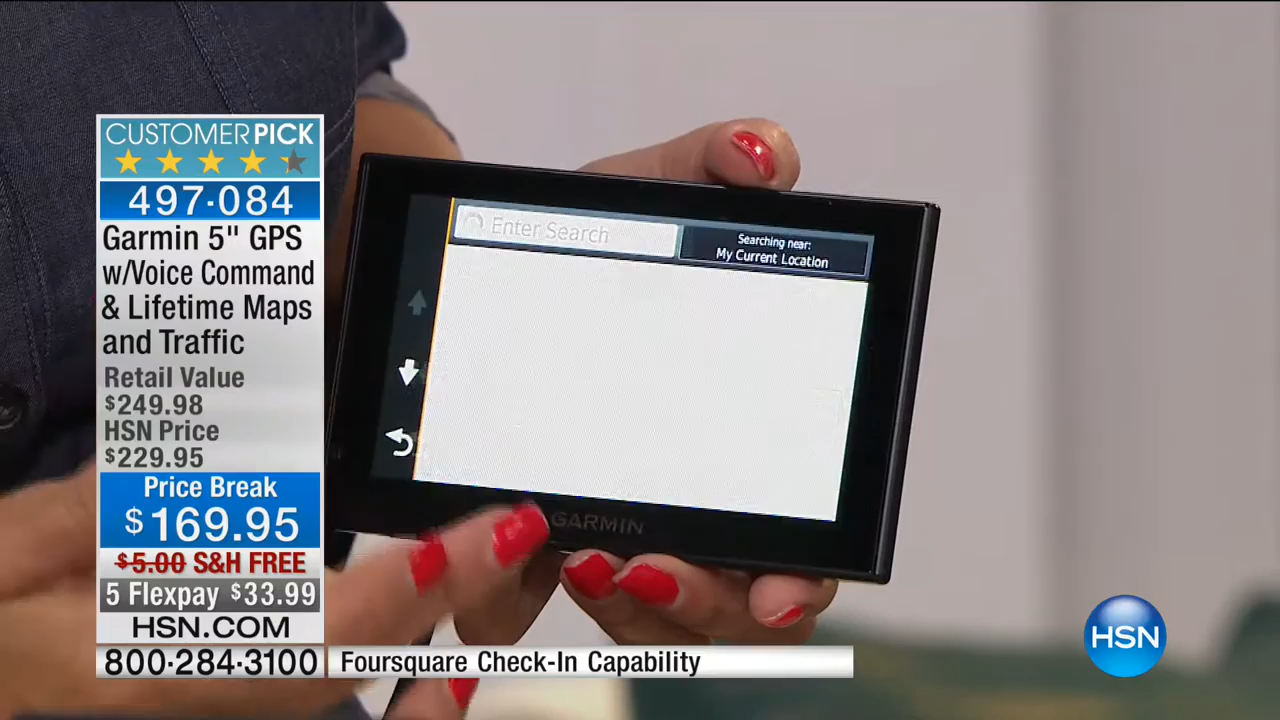 CUSTOMERPICK
497-084
Garmin 5" GPS
w/Voice Command
& Lifetime Maps
and Traffic
Retail Value
$249.98
HSN Price
$229.95
Price Break
$169.95
$5.00 S&H FREE
5 Flexpay $33.99
HSN.COM
800-284-3100
Foursquare Check-In Capability
Enter Search
Searching near:
My Current Location
GARMIN
HSN